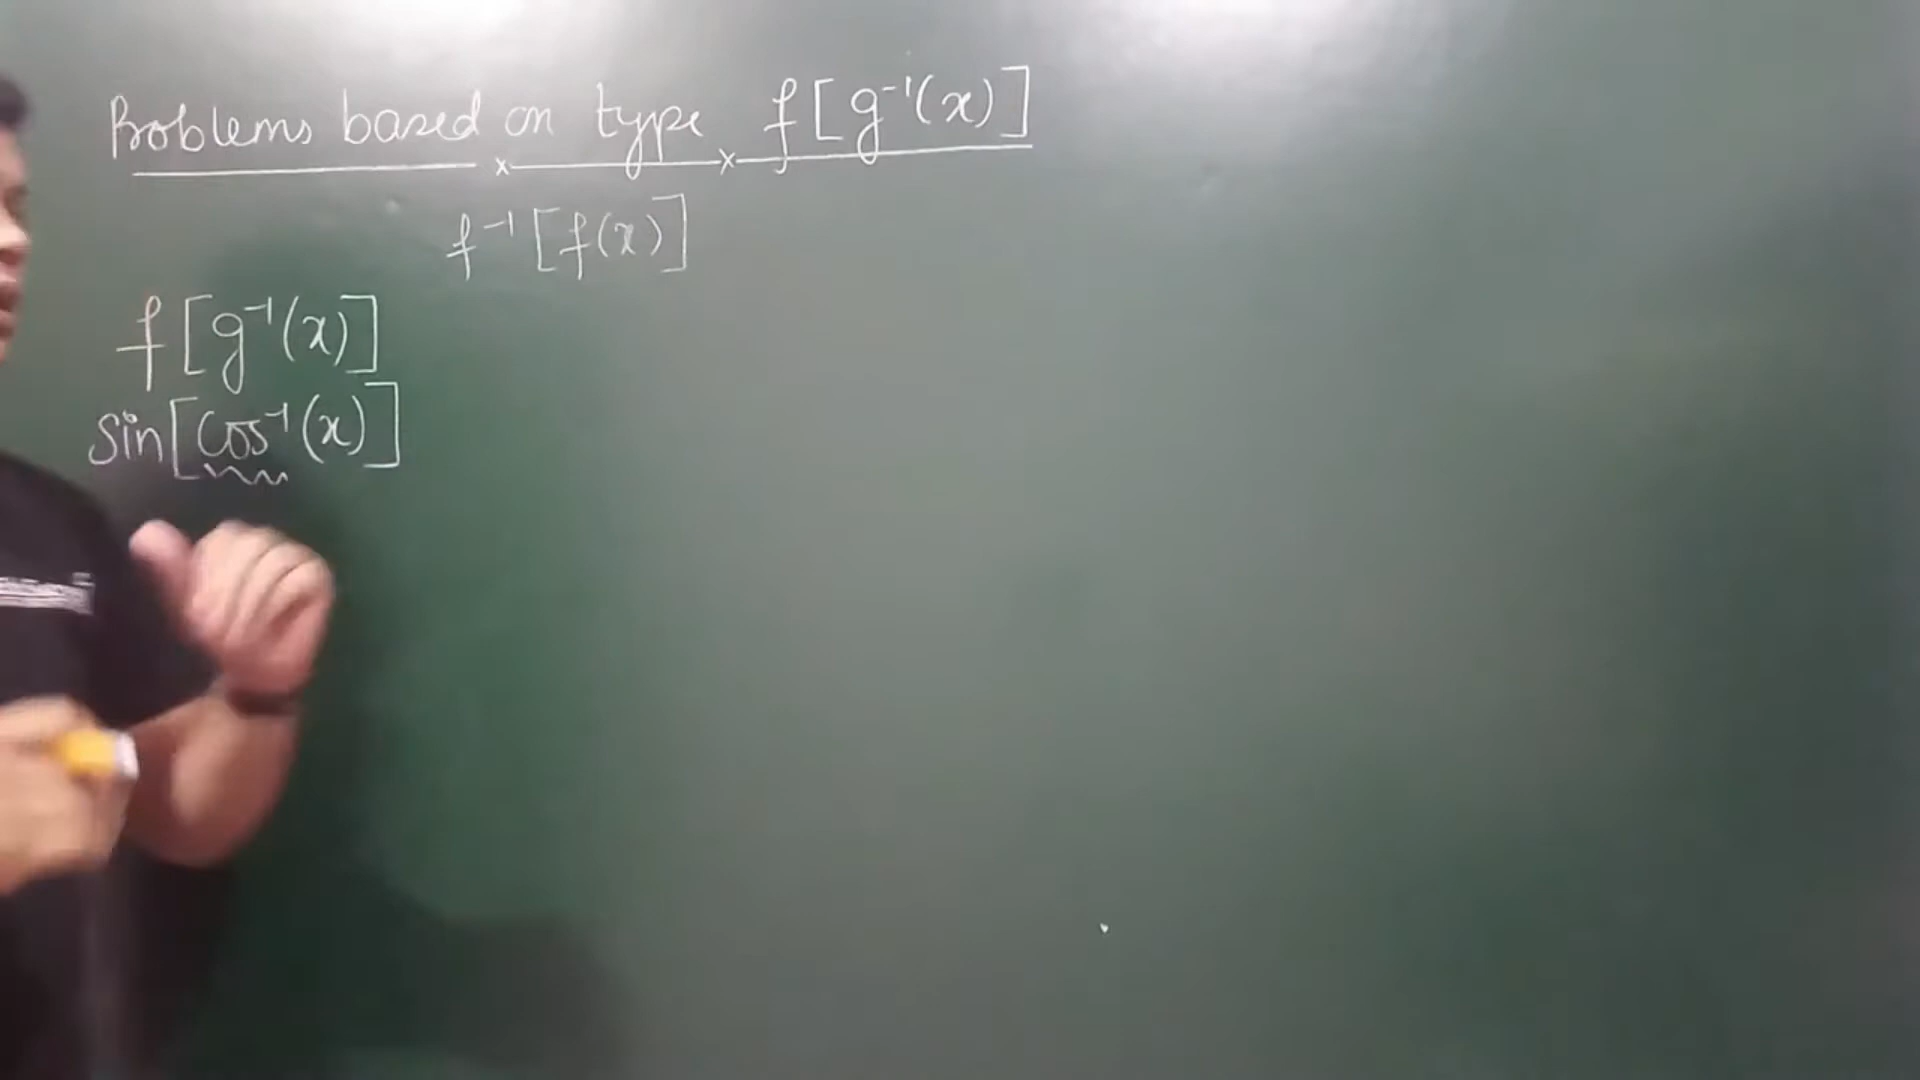 Problems based on type f[g⁻¹(x)]
f⁻¹[f(x)]
f[g⁻¹(x)]
sin[cos⁻¹(x)]